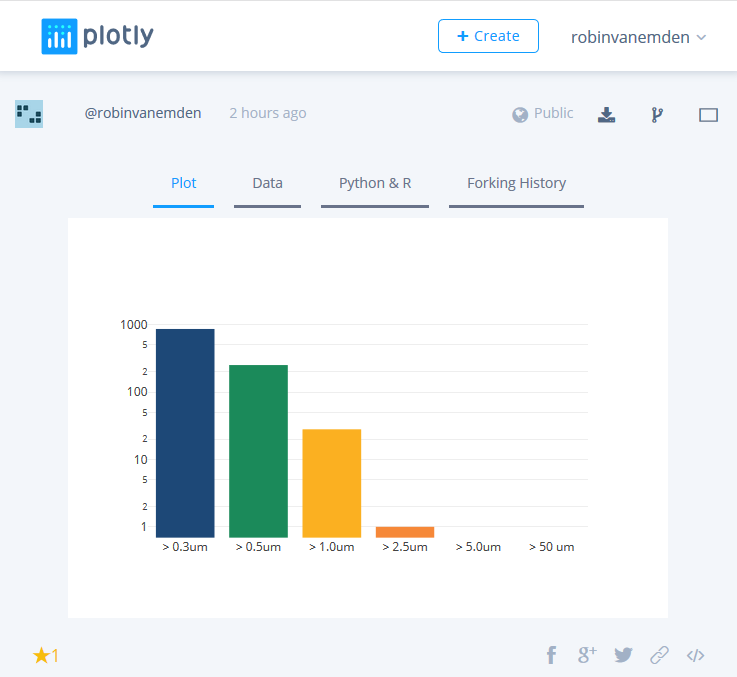 plotly
+ Create
robinvanemden
@robinvanemden 2 hours ago
Public
Plot Data Python & R Forking History
1000
5
2
100
5
2
10
5
2
1
> 0.3um > 0.5um > 1.0um > 2.5um > 5.0um > 50 um
1
f g+ </>